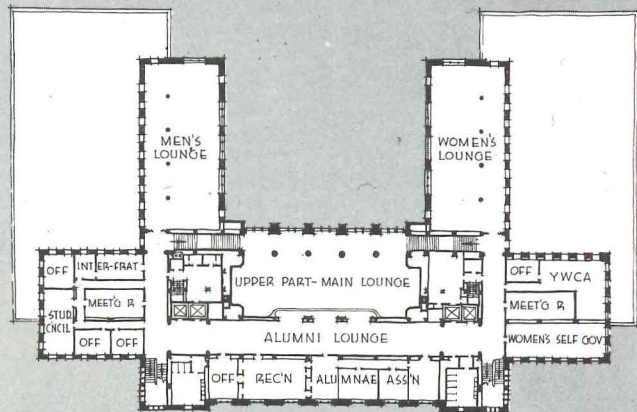 MEN'S
LOUNGE
WOMEN'S
LOUNGE
OFF
INTER-FRAT
OFF
YWCA
UPPER PART-MAIN LOUNGE
MEET'G R
MEET'G R
STUD
CNCIL
ALUMNI LOUNGE
WOMEN'S SELF GOV
OFF
OFF
OFF
REC'N
ALUMNAE
ASS'N